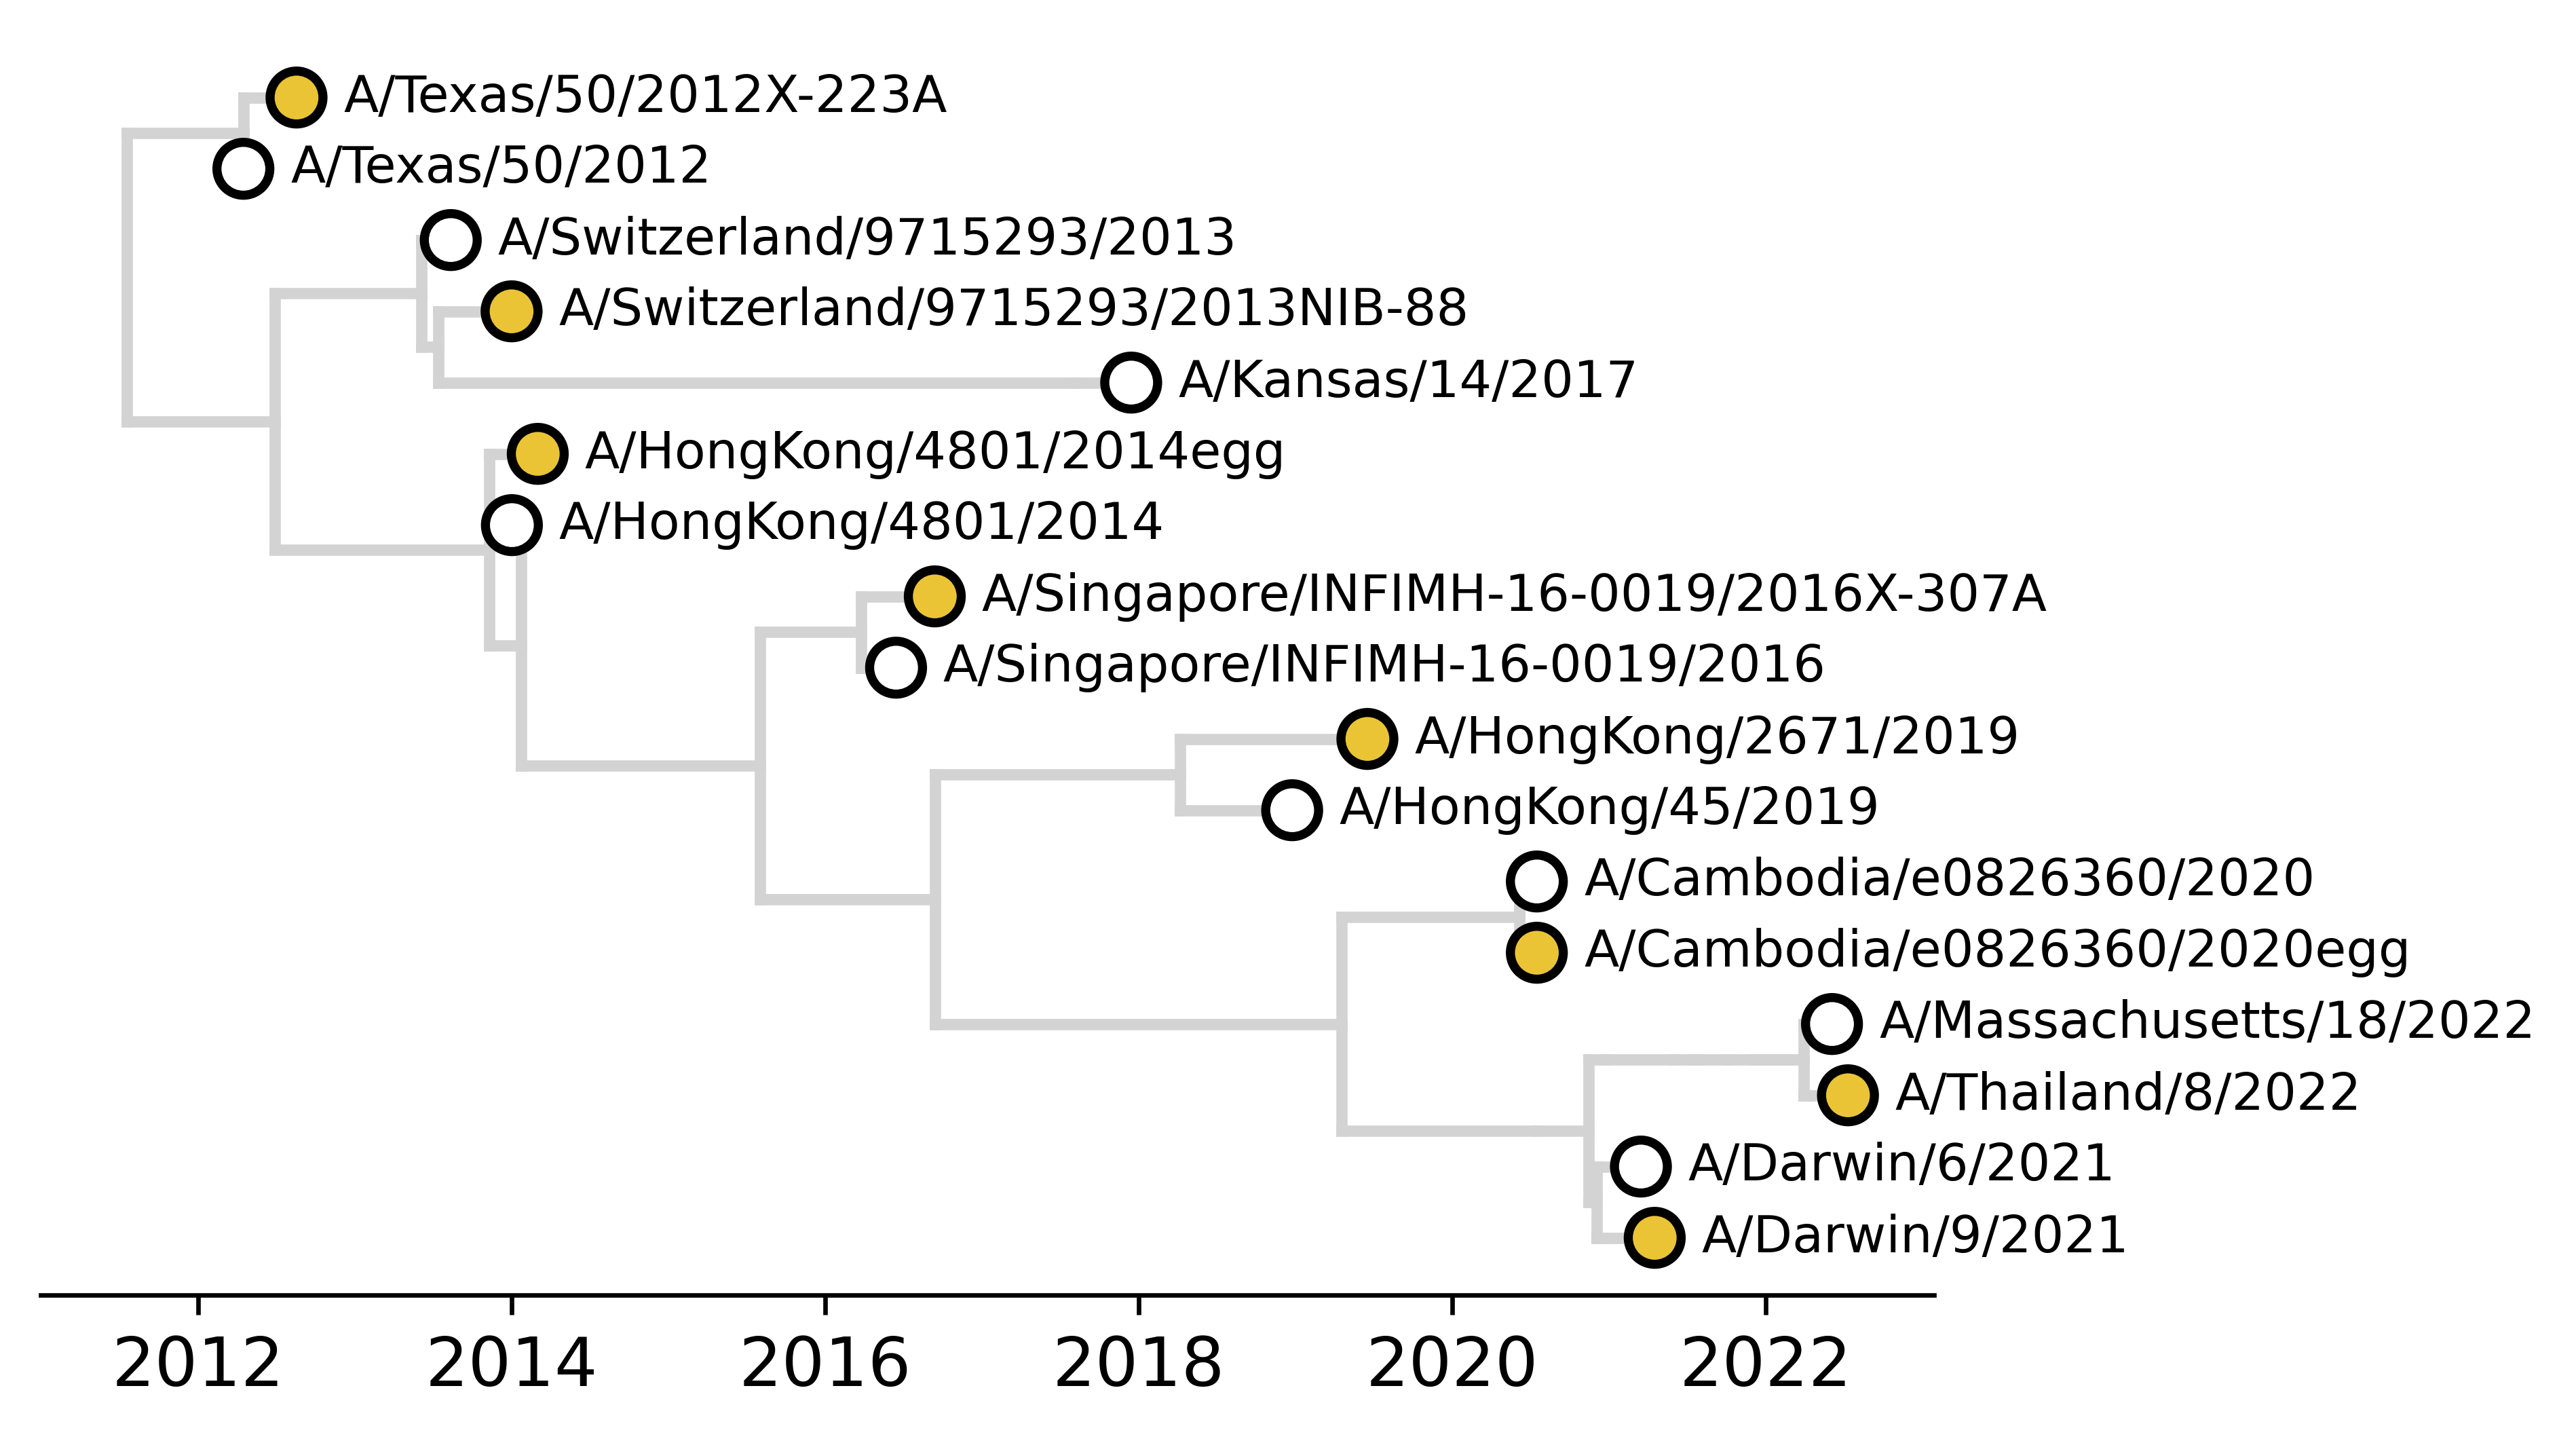 A/Texas/50/2012X-223A
A/Texas/50/2012
A/Switzerland/9715293/2013
A/Switzerland/9715293/2013NIB-88
A/Kansas/14/2017
A/HongKong/4801/2014egg
A/HongKong/4801/2014
A/Singapore/INFIMH-16-0019/2016X-307A
A/Singapore/INFIMH-16-0019/2016
A/HongKong/2671/2019
A/HongKong/45/2019
A/Cambodia/e0826360/2020
A/Cambodia/e0826360/2020egg
A/Massachusetts/18/2022
A/Thailand/8/2022
A/Darwin/6/2021
A/Darwin/9/2021
2012 2014 2016 2018 2020 2022